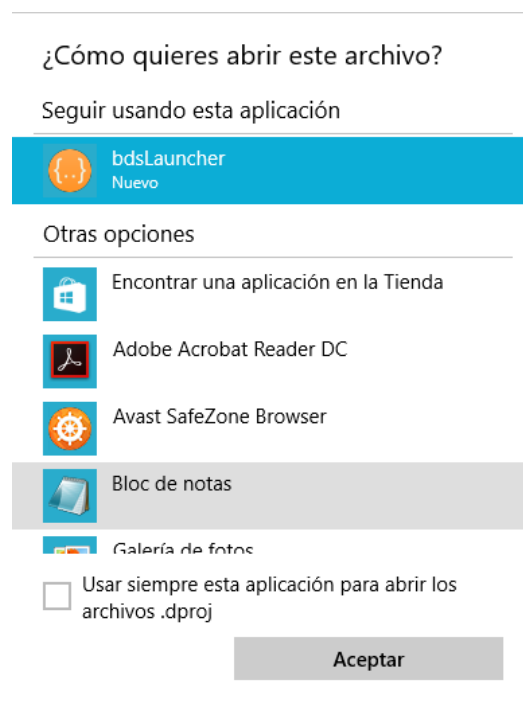 ¿Cómo quieres abrir este archivo?
Seguir usando esta aplicación
bdsLauncher
Nuevo
Otras opciones
Encontrar una aplicación en la Tienda
Adobe Acrobat Reader DC
Avast SafeZone Browser
Bloc de notas
Galería de fotos
Usar siempre esta aplicación para abrir los
archivos .dproj
Aceptar